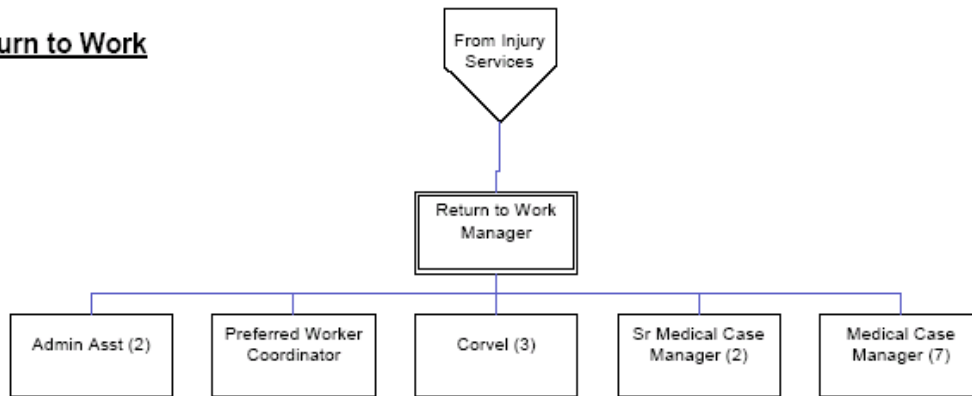 urn to Work
From Injury
Services
Return to Work
Manager
Admin Asst (2)
Preferred Worker
Coordinator
Corvel (3)
Sr Medical Case
Manager (2)
Medical Case
Manager (7)